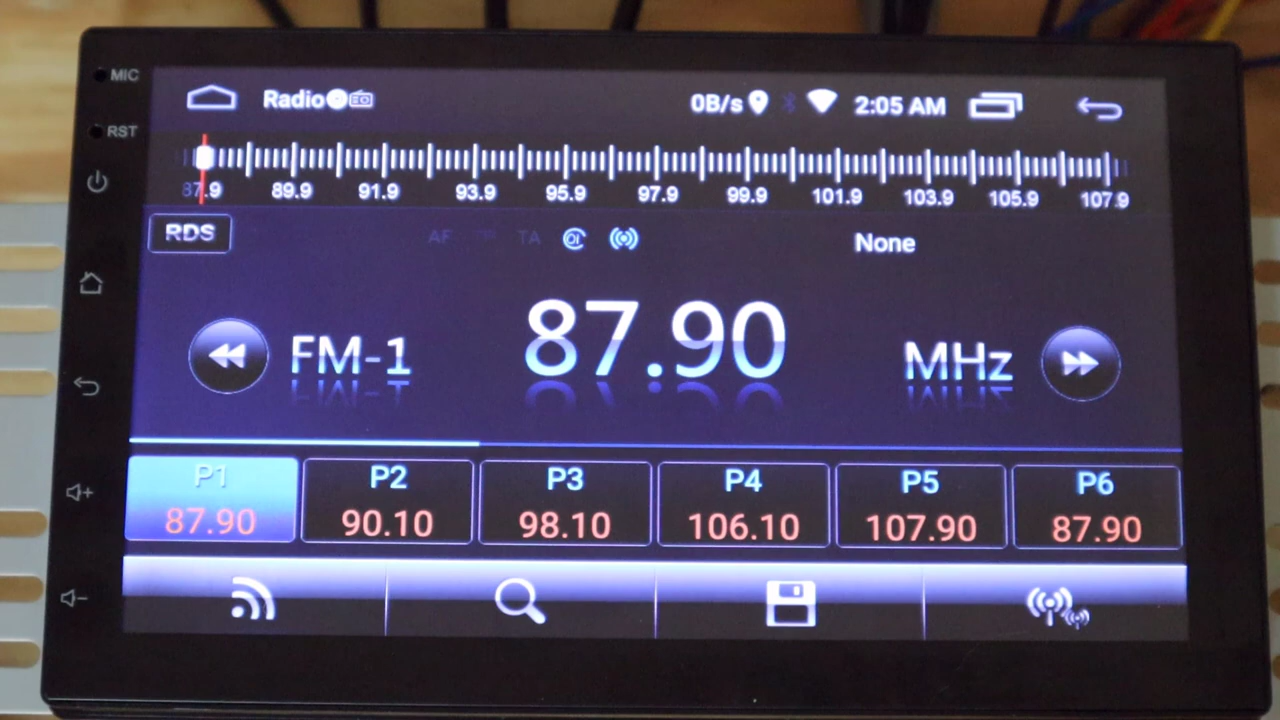 MIC
Radio 0B/s 2:05 AM
RST
87.9 89.9 91.9 93.9 95.9 97.9 99.9 101.9 103.9 105.9 107.9
RDS AF TP TA None
FM-1 87.90 MHz
P1 P2 P3 P4 P5 P6
87.90 90.10 98.10 106.10 107.90 87.90